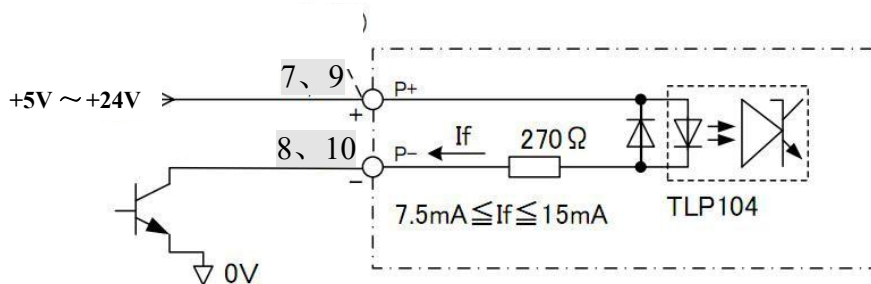 )
7、9
P+
+5V ～ +24V
+
8、10
P-
If
270Ω
−
7.5mA≦If≦15mA
TLP104
0V